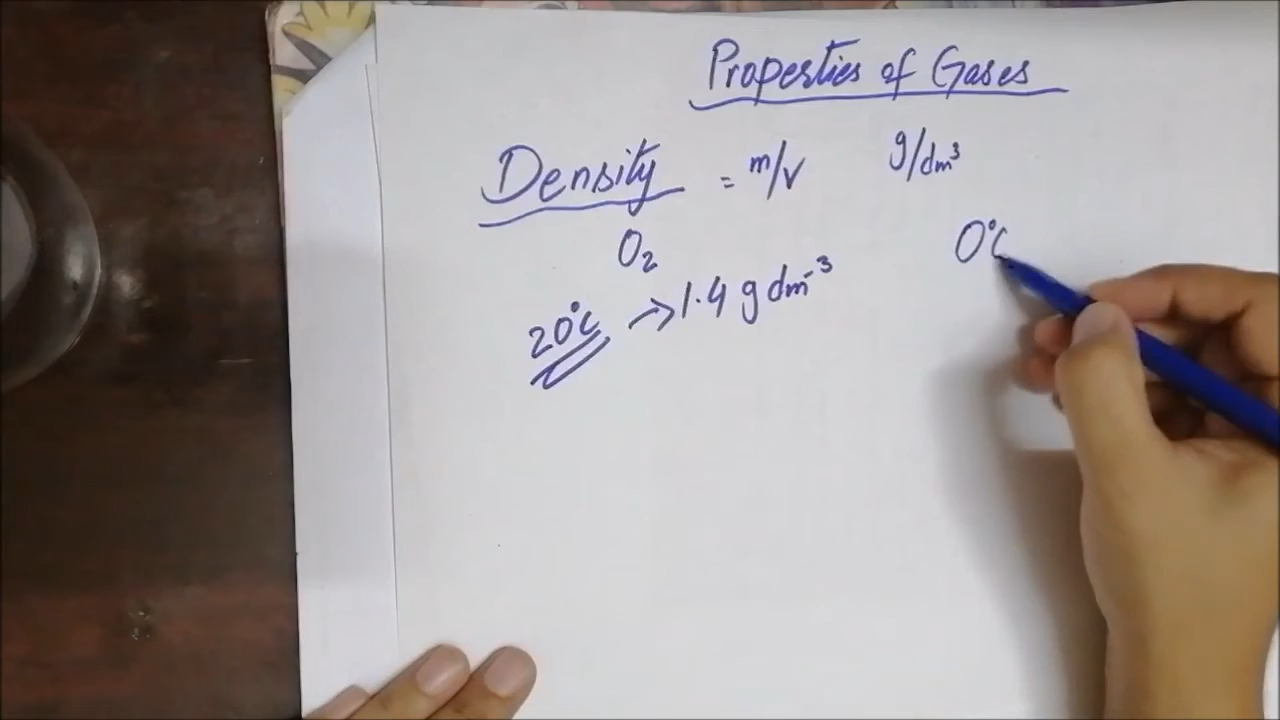 Properties of Gases
Density = m/v g/dm³
O₂ 0°C
20°C → 1.4 g dm⁻³